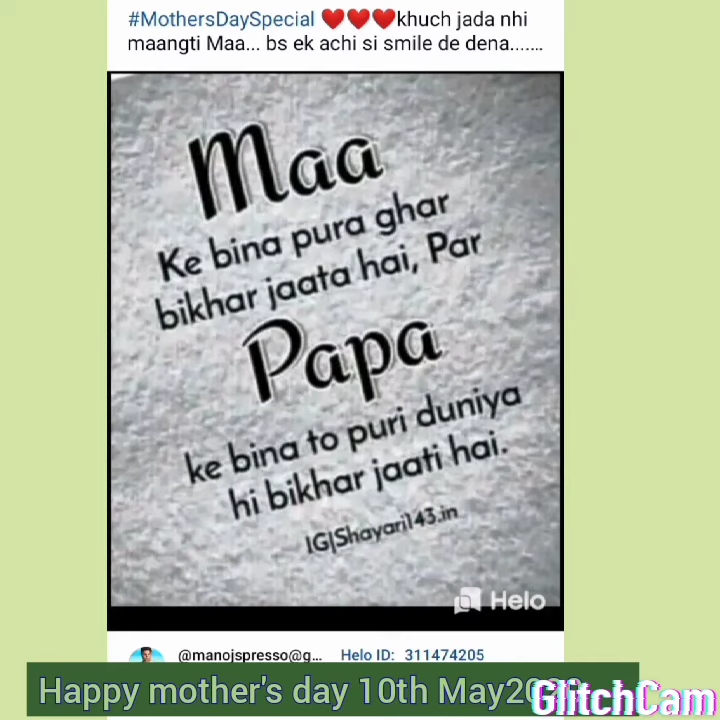 #MothersDaySpecial ❤❤❤khuch jada nhi
maangti Maa... bs ek achi si smile de dena.......
Maa
Ke bina pura ghar
bikhar jaata hai, Par
Papa
ke bina to puri duniya
hi bikhar jaati hai.
IG|Shayari143.in
Helo
@manojspresso@g... Helo ID: 311474205
Happy mother's day 10th
GlitchCam